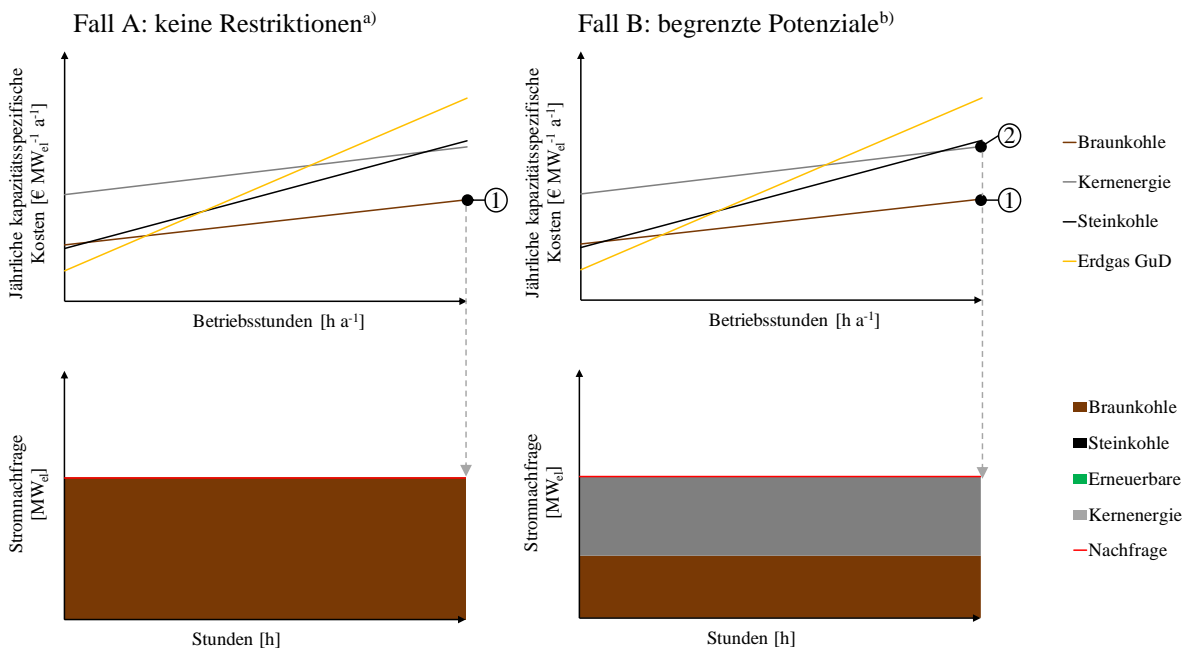 Fall A: keine Restriktionen a)
Fall B: begrenzte Potenziale b)
Jährliche kapazitätsspezifische
Kosten [€ MWel-1 a-1]
1
Betriebsstunden [h a-1]
Jährliche kapazitätsspezifische
Kosten [€ MWel-1 a-1]
2
1
Betriebsstunden [h a-1]
Braunkohle
Kernenergie
Steinkohle
Erdgas GuD
Stromnachfrage
[MWel]
Stunden [h]
Stromnachfrage
[MWel]
Stunden [h]
Braunkohle
Steinkohle
Erneuerbare
Kernenergie
Nachfrage